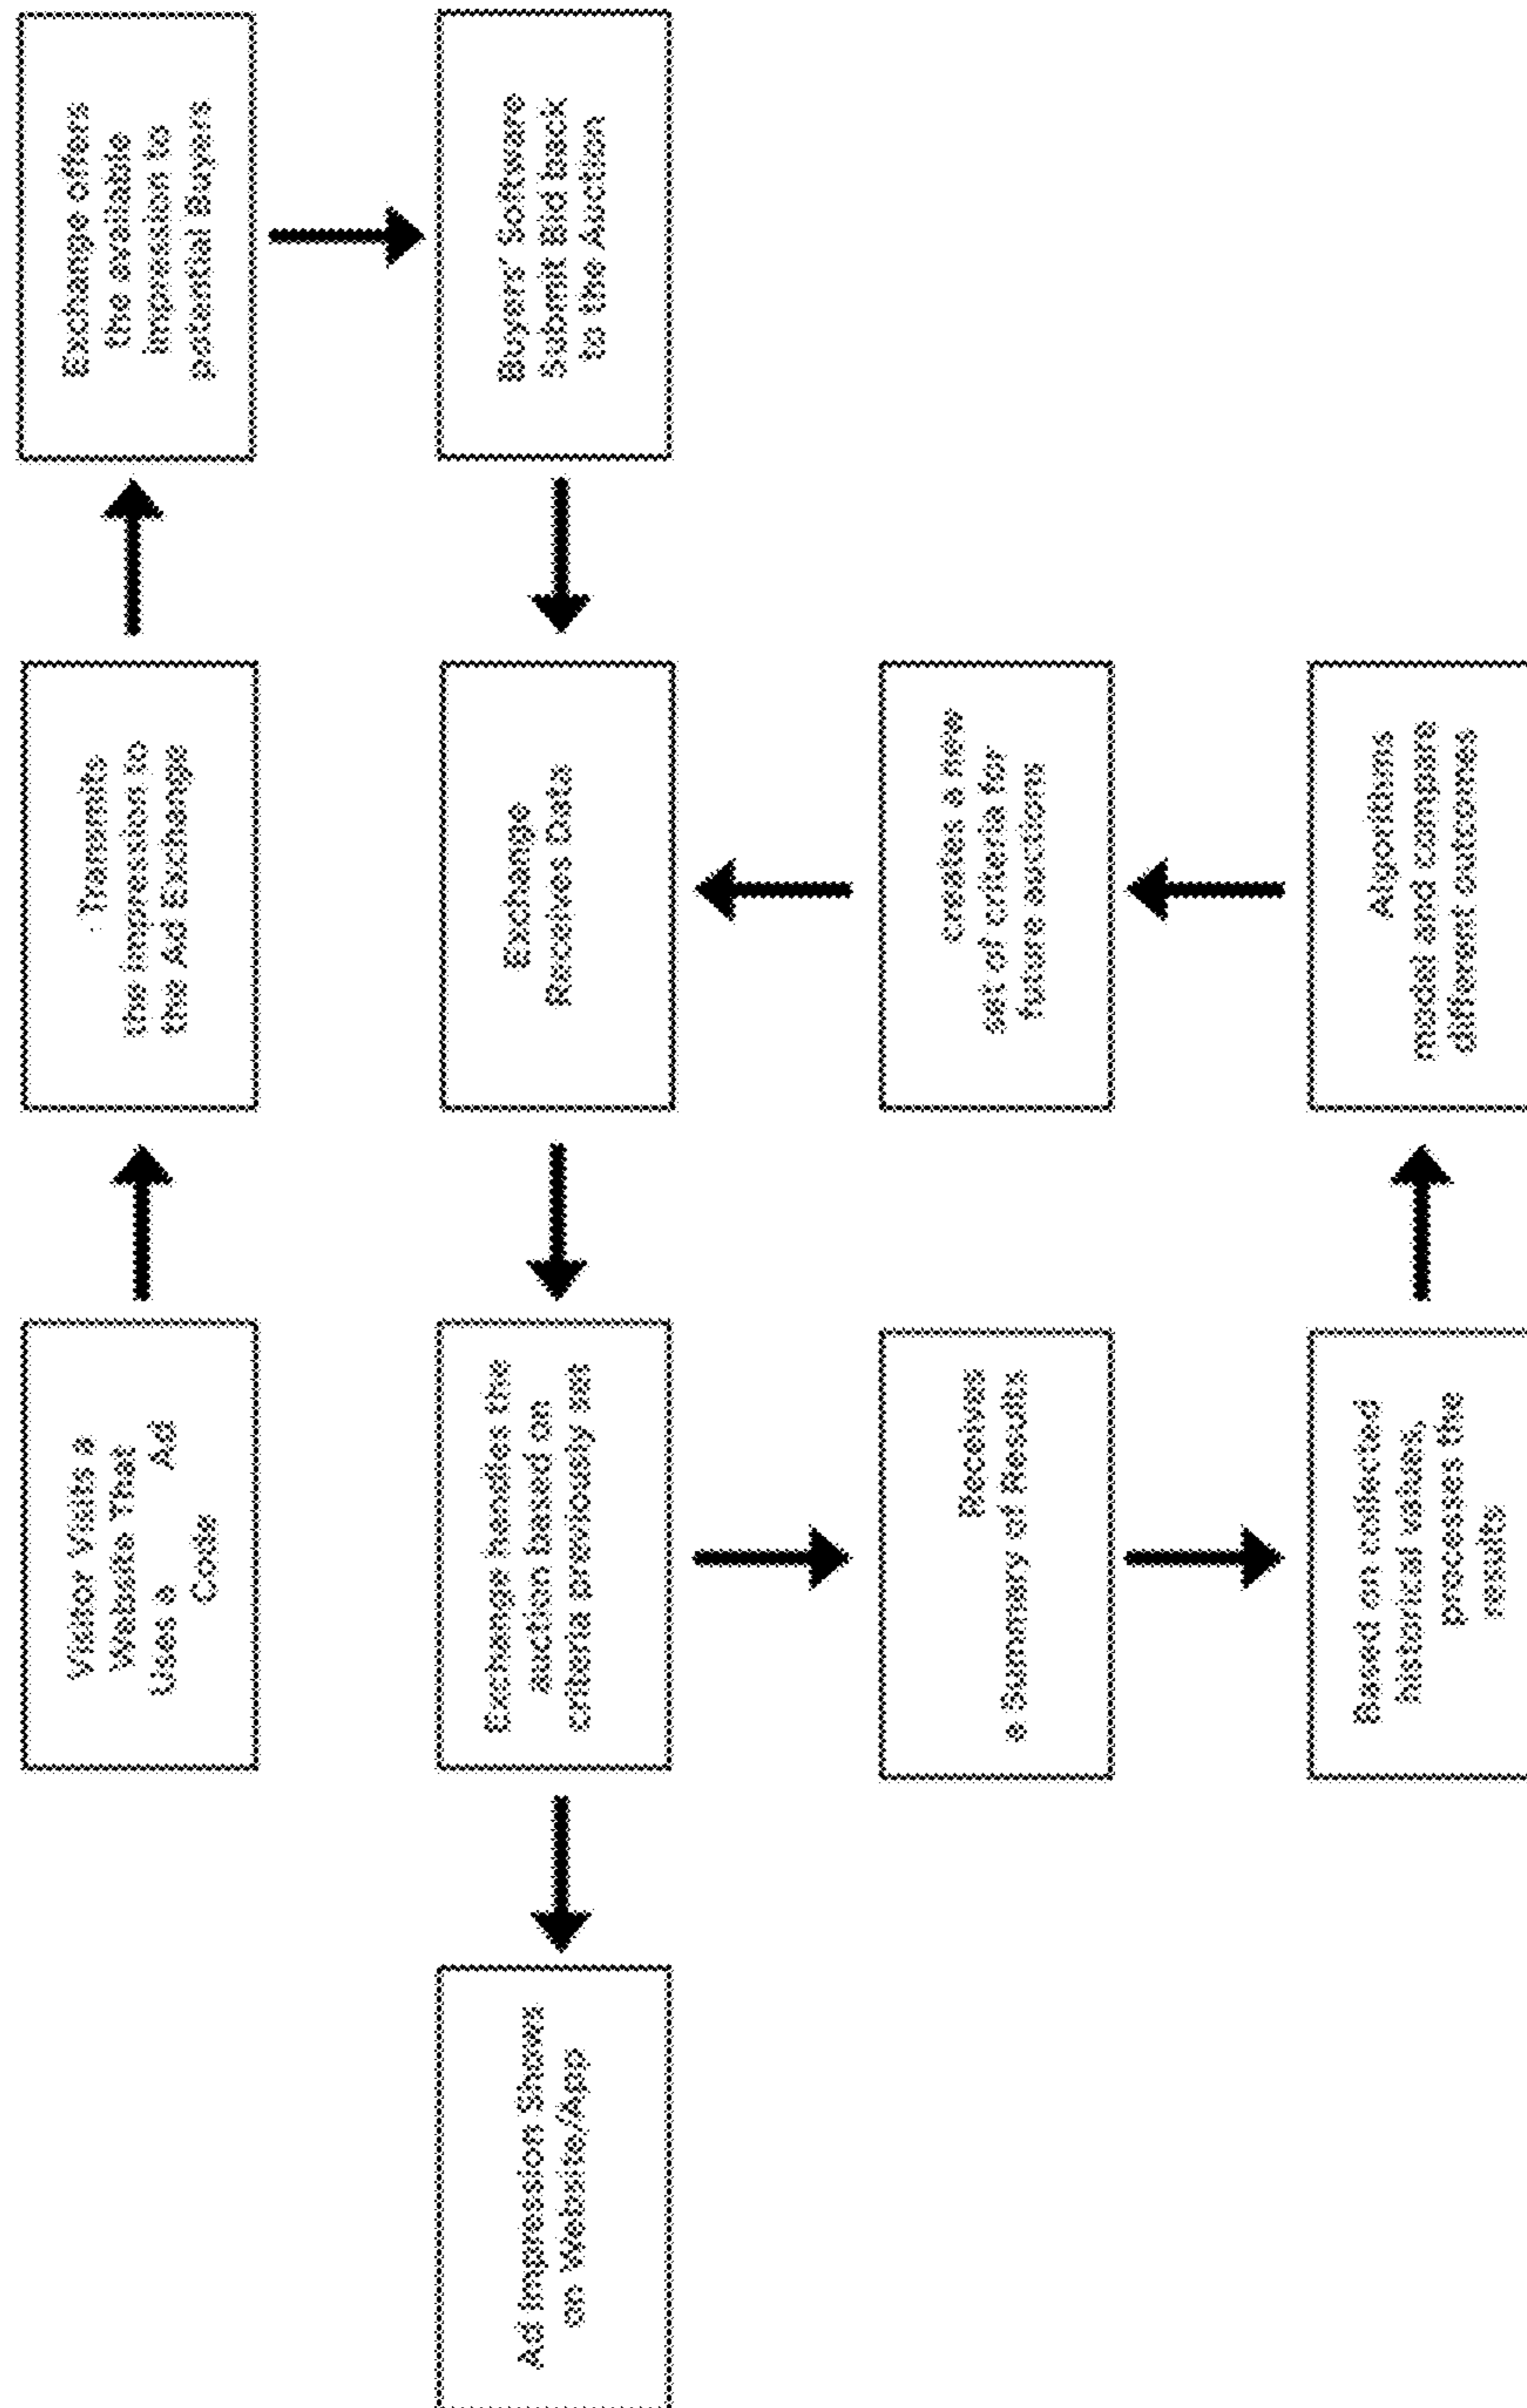 Visitor Visits a
Website That
Uses a Ad
Code
Transmits
the Impression to
the Ad Exchange
Exchange offers
the available
Impression to
potential Buyers
Buyers' Software
Submit Bid back
to the Auction
Exchange
Receives Data
Exchange handles the
auction based on
criteria previously set
Ad Impression Shows
on Website/App
Receives
a Summary of Results
Based on collected
historical values,
processes the
results
Algorithms
model and compare
different outcomes
creates a new
set of criteria for
future auctions